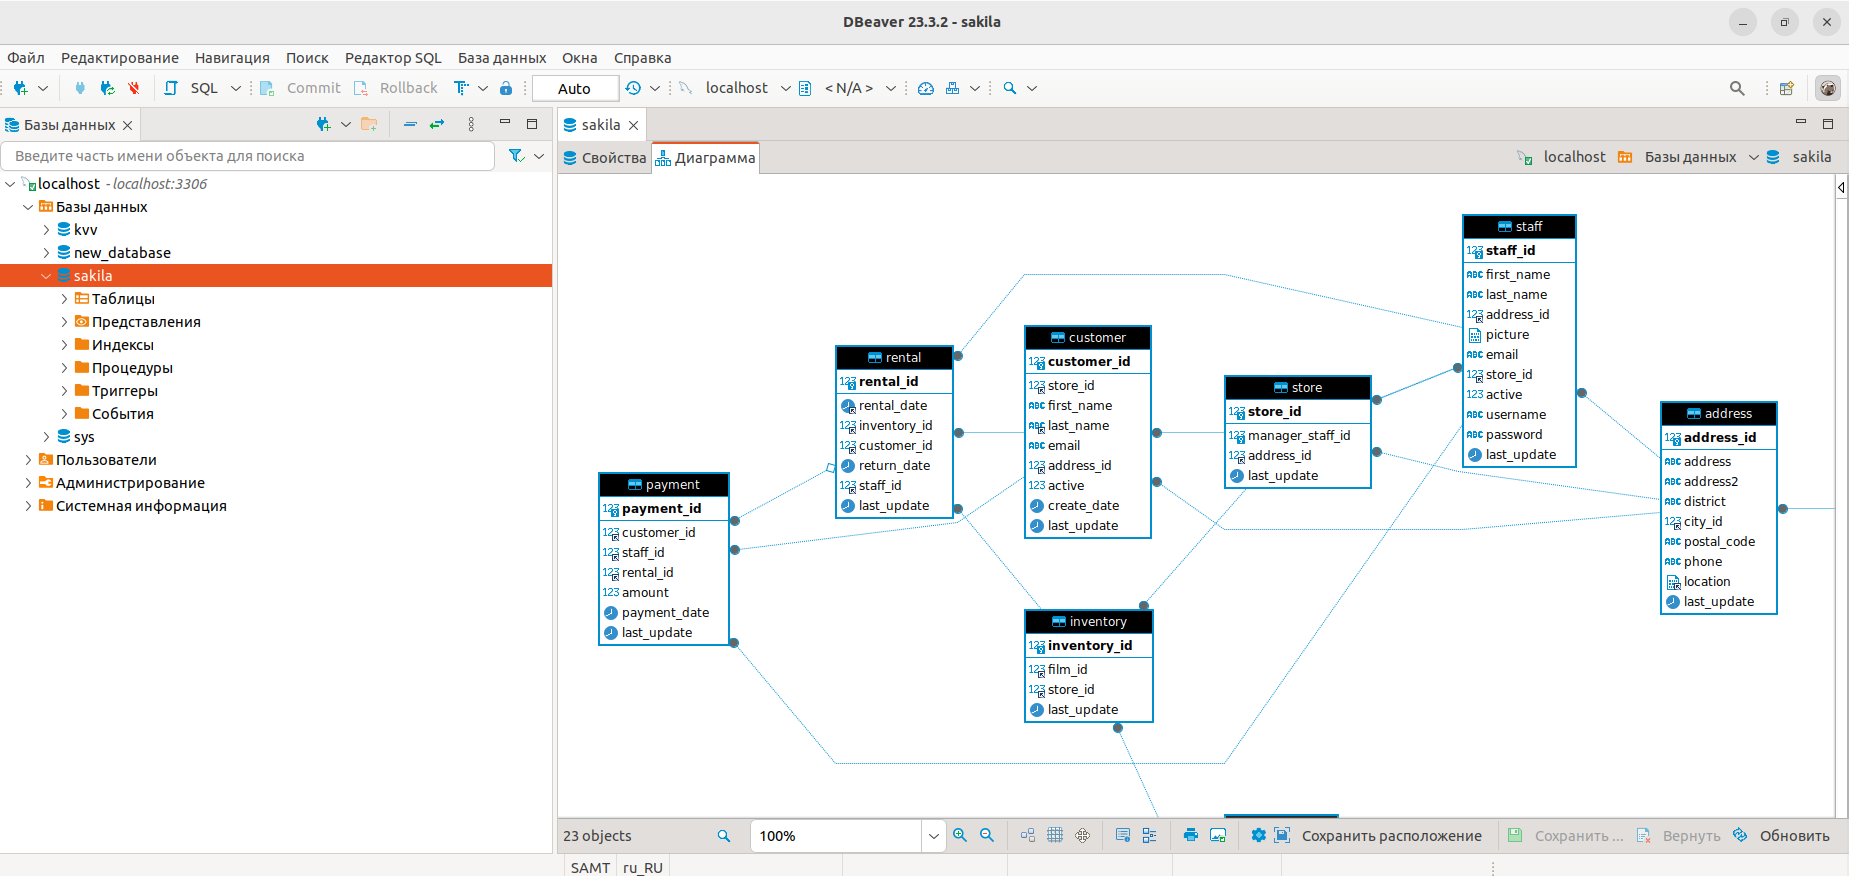 DBeaver 23.3.2 - sakila
Файл Редактирование Навигация Поиск Редактор SQL База данных Окна Справка
SQL Commit Rollback Auto localhost < N/A >
Базы данных
sakila
Введите часть имени объекта для поиска
Свойства Диаграмма localhost Базы данных sakila
localhost - localhost:3306
Базы данных
kvv
new_database
sakila
Таблицы
Представления
Индексы
Процедуры
Триггеры
События
sys
Пользователи
Администрирование
Системная информация
payment
payment_id
customer_id
staff_id
rental_id
amount
payment_date
last_update
rental
rental_id
rental_date
inventory_id
customer_id
return_date
staff_id
last_update
customer
customer_id
store_id
first_name
last_name
email
address_id
active
create_date
last_update
inventory
inventory_id
film_id
store_id
last_update
store
store_id
manager_staff_id
address_id
last_update
staff
staff_id
first_name
last_name
address_id
picture
email
store_id
active
username
password
last_update
address
address_id
address
address2
district
city_id
postal_code
phone
location
last_update
23 objects 100% Сохранить расположение Сохранить ... Вернуть Обновить
SAMT ru_RU